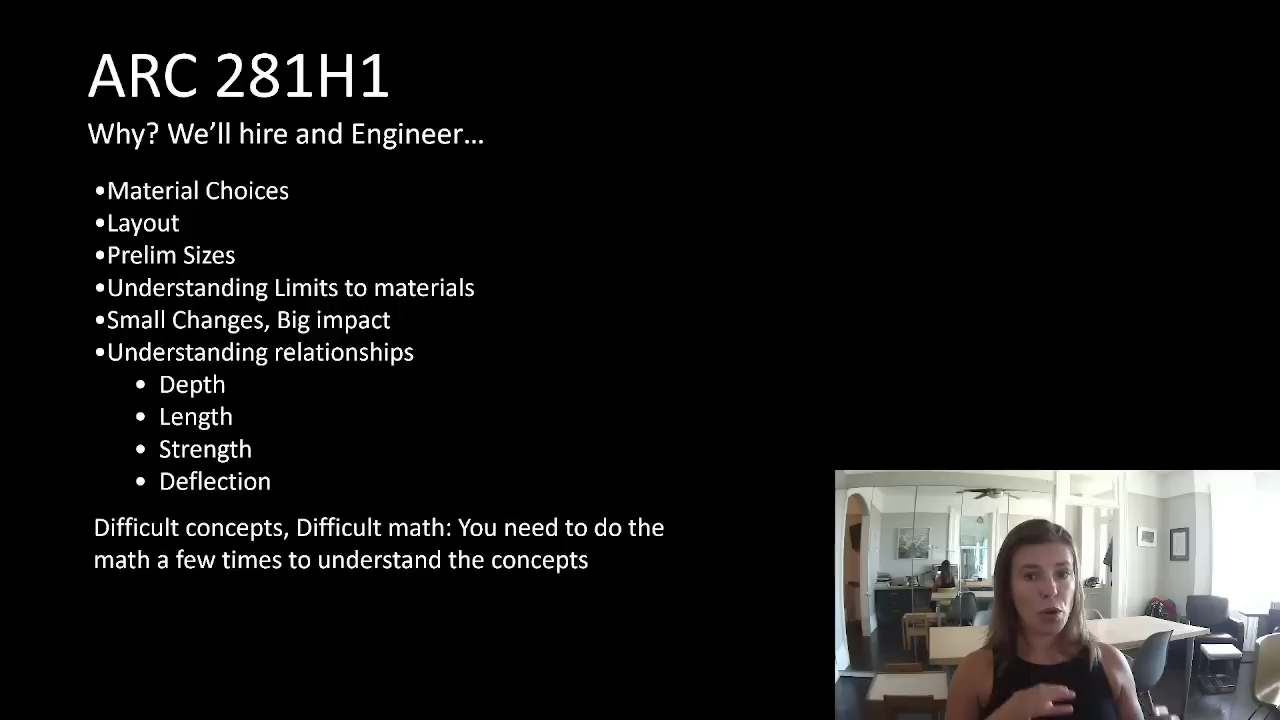 ARC 281H1
Why? We'll hire and Engineer...
•Material Choices
•Layout
•Prelim Sizes
•Understanding Limits to materials
•Small Changes, Big impact
•Understanding relationships
• Depth
• Length
• Strength
• Deflection
Difficult concepts, Difficult math: You need to do the
math a few times to understand the concepts